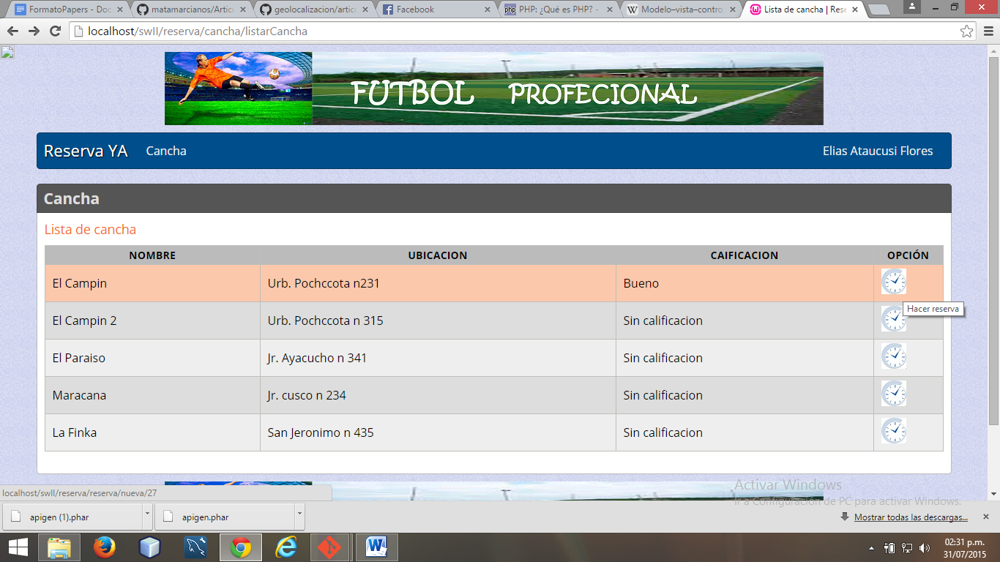 FormatoPapers - Doc
matamarcianos/Articu
geolocalizacion/articu
Facebook
PHP: ¿Qué es PHP? -
Modelo–vista–contro
Lista de cancha | Rese
localhost/swII/reserva/cancha/listarCancha
FUTBOL PROFECIONAL
Reserva YA
Cancha
Elias Ataucusi Flores
Cancha
Lista de cancha
NOMBRE UBICACION CAIFICACION OPCIÓN
El Campin Urb. Pochccota n231 Bueno
Hacer reserva
El Campin 2 Urb. Pochccota n 315 Sin calificacion
El Paraiso Jr. Ayacucho n 341 Sin calificacion
Maracana Jr. cusco n 234 Sin calificacion
La Finka San Jeronimo n 435 Sin calificacion
Activar Windows
Ir a Configuración de PC para activar Windows.
localhost/swII/reserva/reserva/nueva/27
apigen (1).phar
apigen.phar
Mostrar todas las descargas...
02:31 p.m.
31/07/2015